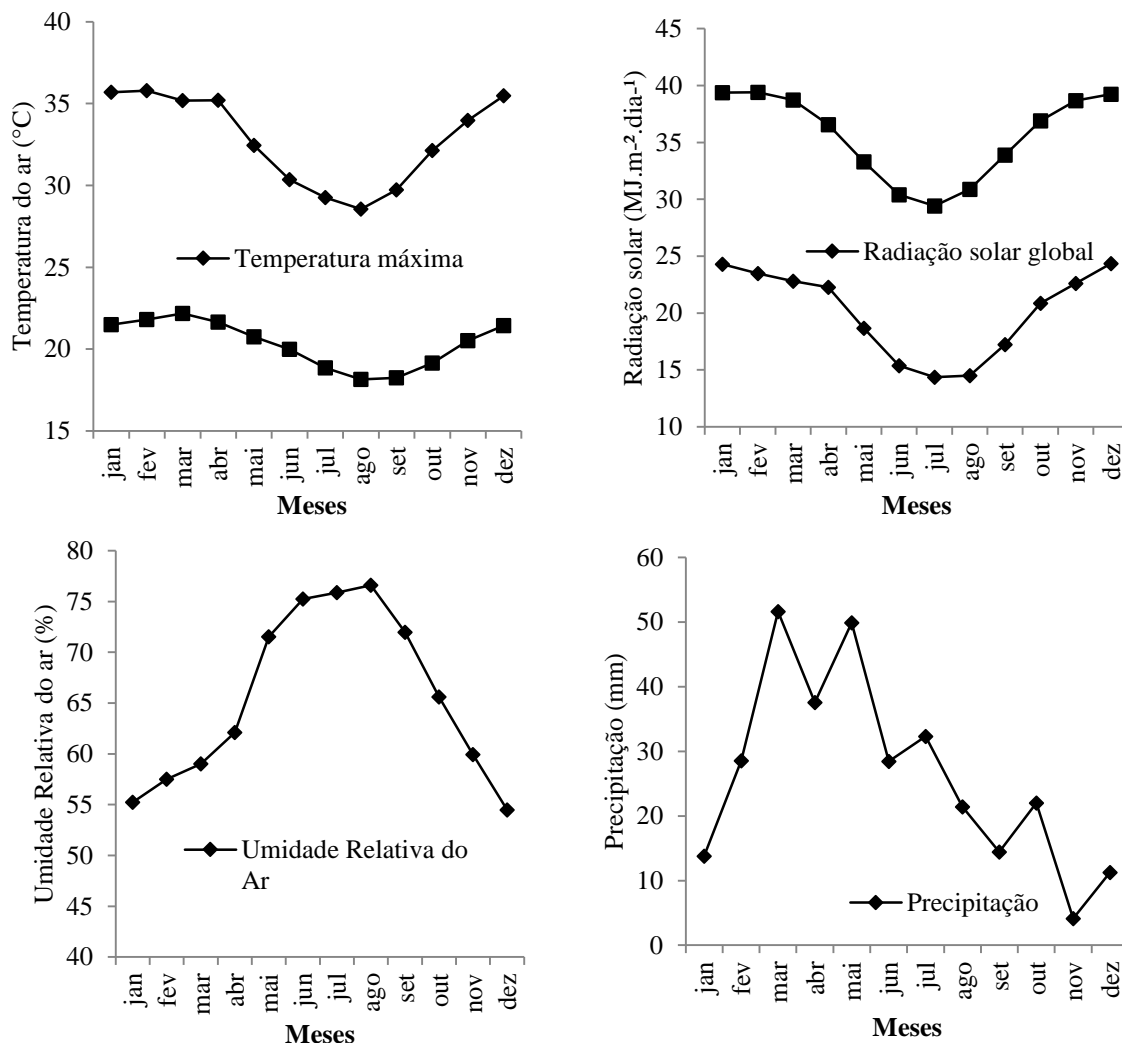 Temperatura do ar (°C)
40
35
30
25
20
15
Temperatura máxima
jan fev mar abr mai jun jul ago set out nov dez
Meses
Radiação solar (MJ.m-².dia-¹)
45
40
35
30
25
20
15
10
Radiação solar global
jan fev mar abr mai jun jul ago set out nov dez
Meses
Umidade Relativa do ar (%)
80
75
70
65
60
55
50
45
40
Umidade Relativa do
Ar
jan fev mar abr mai jun jul ago set out nov dez
Meses
Precipitação (mm)
60
50
40
30
20
10
0
Precipitação
jan fev mar abr mai jun jul ago set out nov dez
Meses